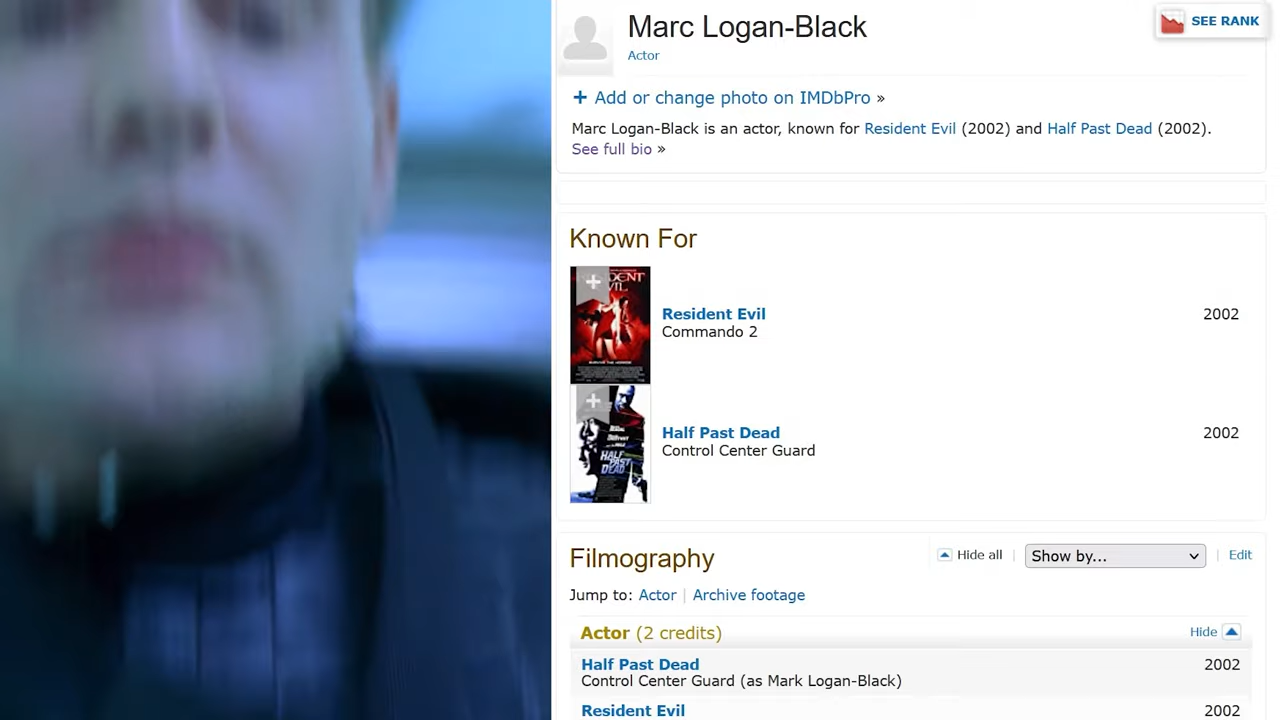 Marc Logan-Black
SEE RANK
Actor
+ Add or change photo on IMDbPro »
Marc Logan-Black is an actor, known for Resident Evil (2002) and Half Past Dead (2002).
See full bio »
Known For
Resident Evil
2002
Commando 2
Half Past Dead
2002
Control Center Guard
HALF
PAST
DEAD
Filmography
Hide all
Show by...
Edit
Jump to: Actor | Archive footage
Actor (2 credits)
Hide
Half Past Dead
2002
Control Center Guard (as Mark Logan-Black)
Resident Evil
2002